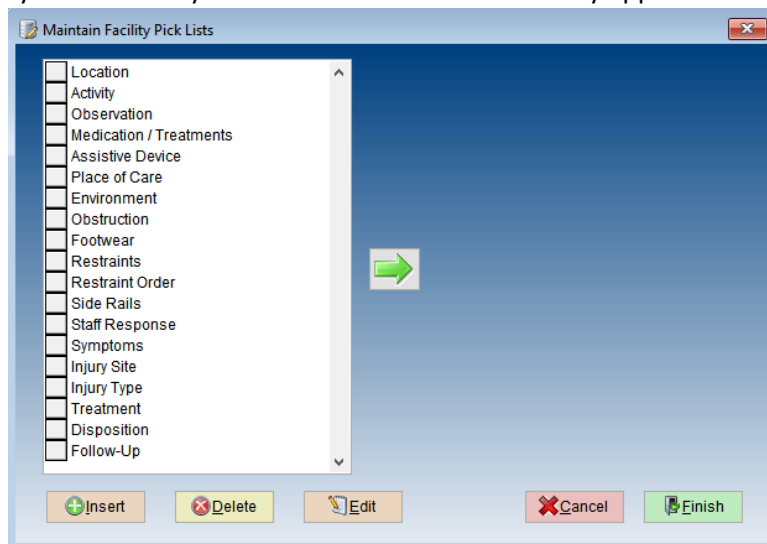 Maintain Facility Pick Lists
Location
Activity
Observation
Medication / Treatments
Assistive Device
Place of Care
Environment
Obstruction
Footwear
Restraints
Restraint Order
Side Rails
Staff Response
Symptoms
Injury Site
Injury Type
Treatment
Disposition
Follow-Up
Insert Delete Edit Cancel Finish